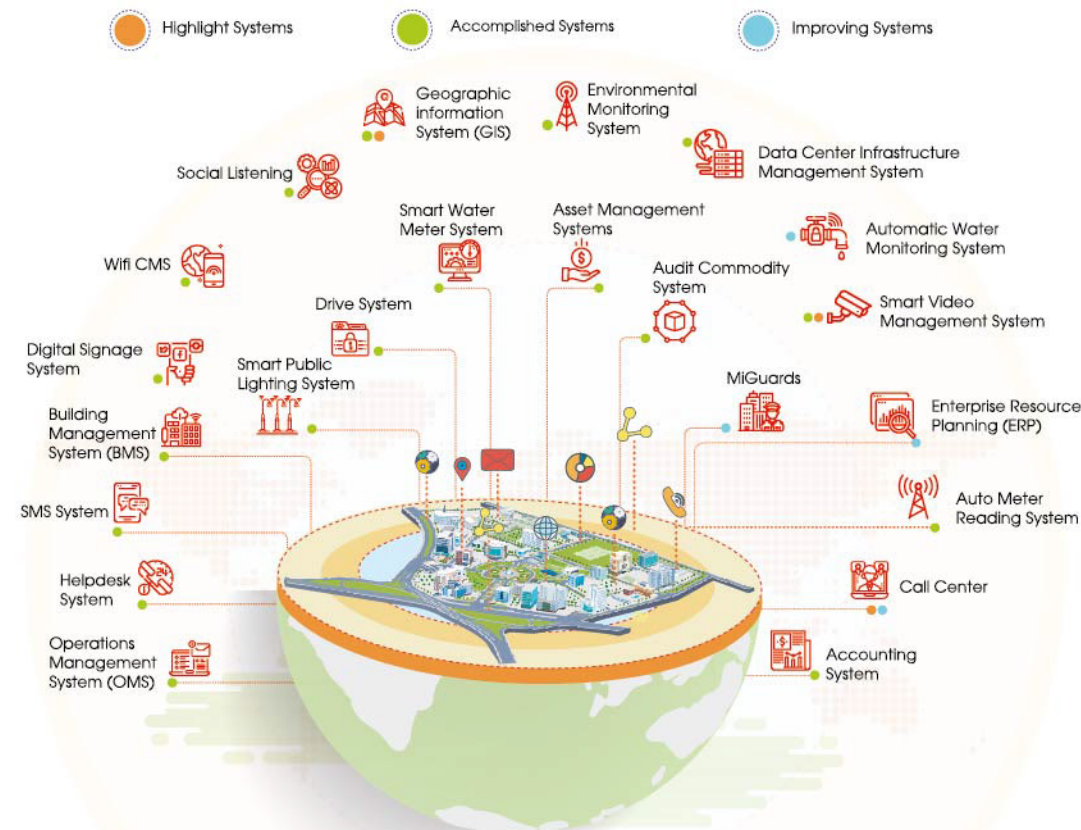 Highlight Systems
Accomplished Systems
Improving Systems
Geographic
information
System (GIS)
Environmental
Monitoring
System
Data Center Infrastructure
Management System
Social Listening
Smart Water
Meter System
Asset Management
Systems
Automatic Water
Monitoring System
Wifi CMS
Audit Commodity
System
Drive System
Smart Video
Management System
Digital Signage
System
Smart Public
Lighting System
MiGuards
Building
Management
System (BMS)
Enterprise Resource
Planning (ERP)
SMS System
Auto Meter
Reading System
Helpdesk
System
24
Call Center
Operations
Management
System (OMS)
Accounting
System